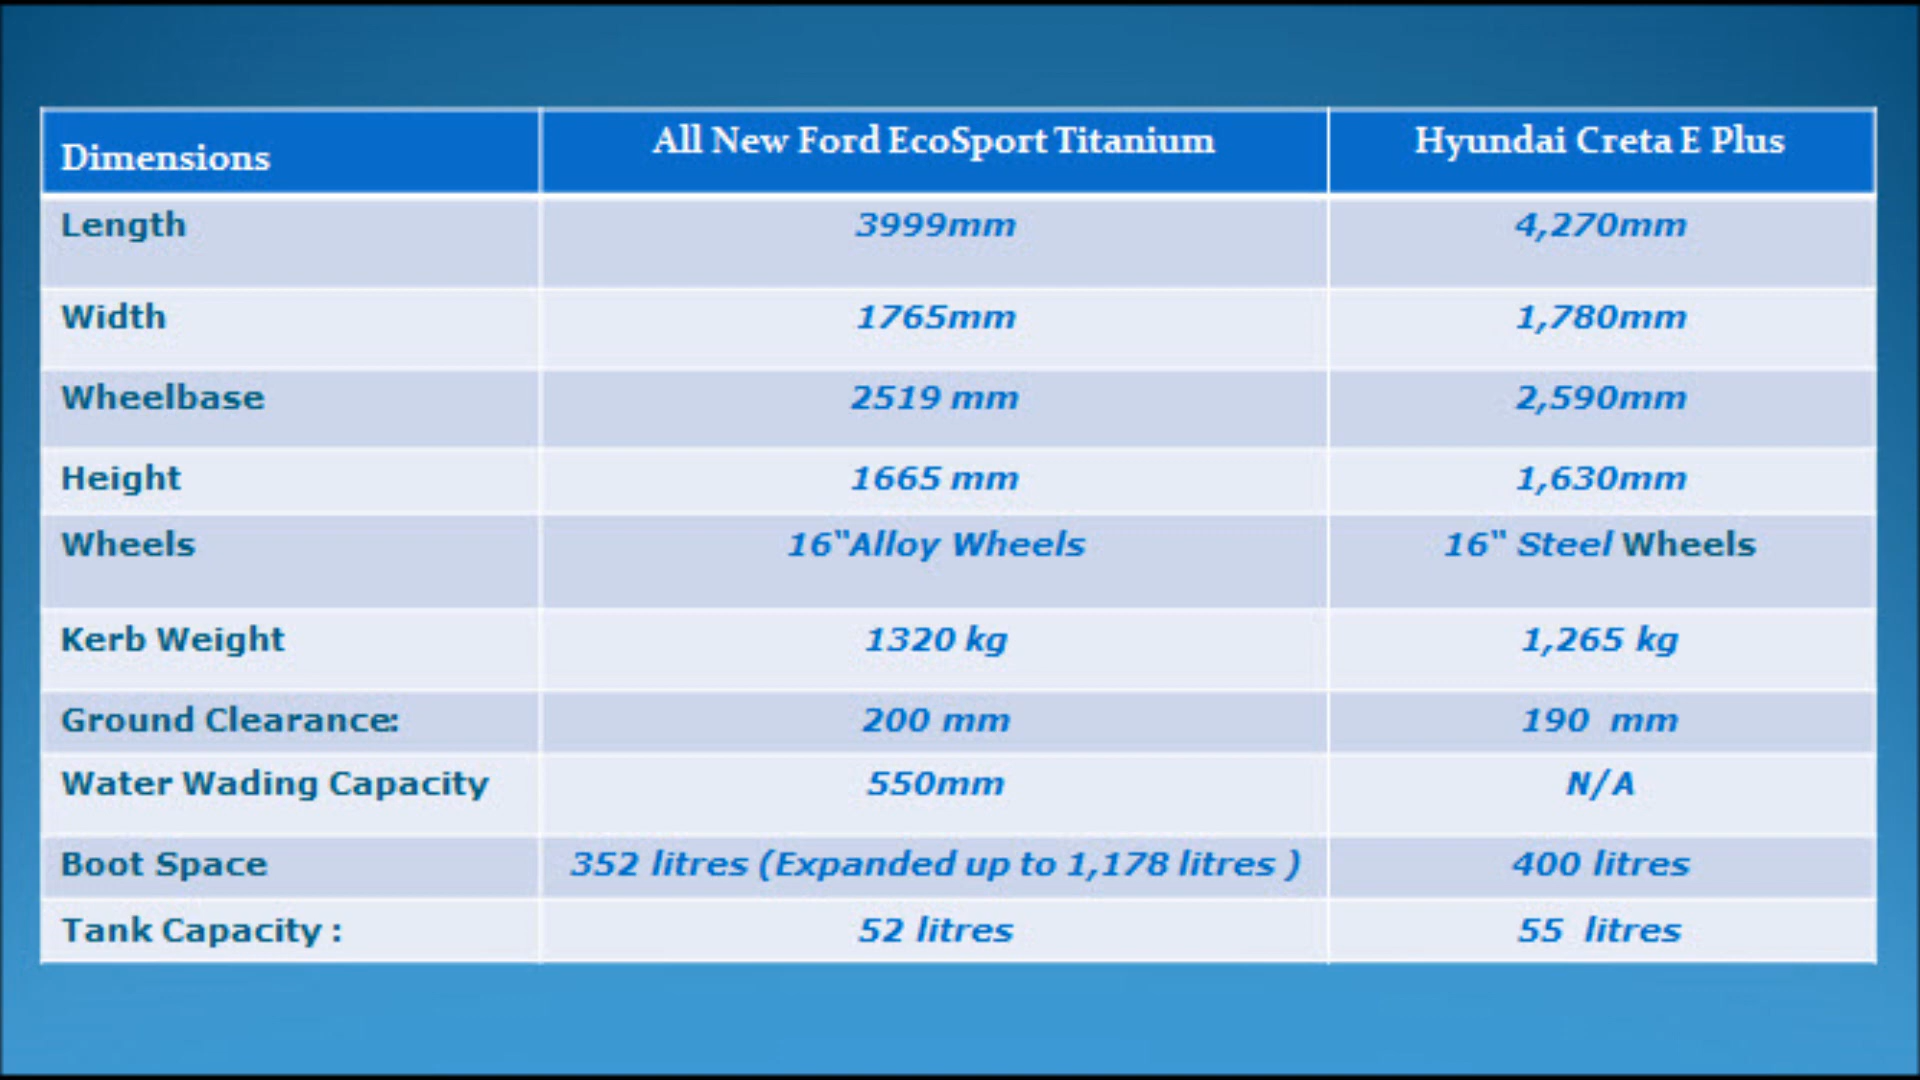 Dimensions All New Ford EcoSport Titanium Hyundai Creta E Plus
Length 3999mm 4,270mm
Width 1765mm 1,780mm
Wheelbase 2519 mm 2,590mm
Height 1665 mm 1,630mm
Wheels 16"Alloy Wheels 16" Steel Wheels
Kerb Weight 1320 kg 1,265 kg
Ground Clearance: 200 mm 190 mm
Water Wading Capacity 550mm N/A
Boot Space 352 litres (Expanded up to 1,178 litres ) 400 litres
Tank Capacity : 52 litres 55 litres